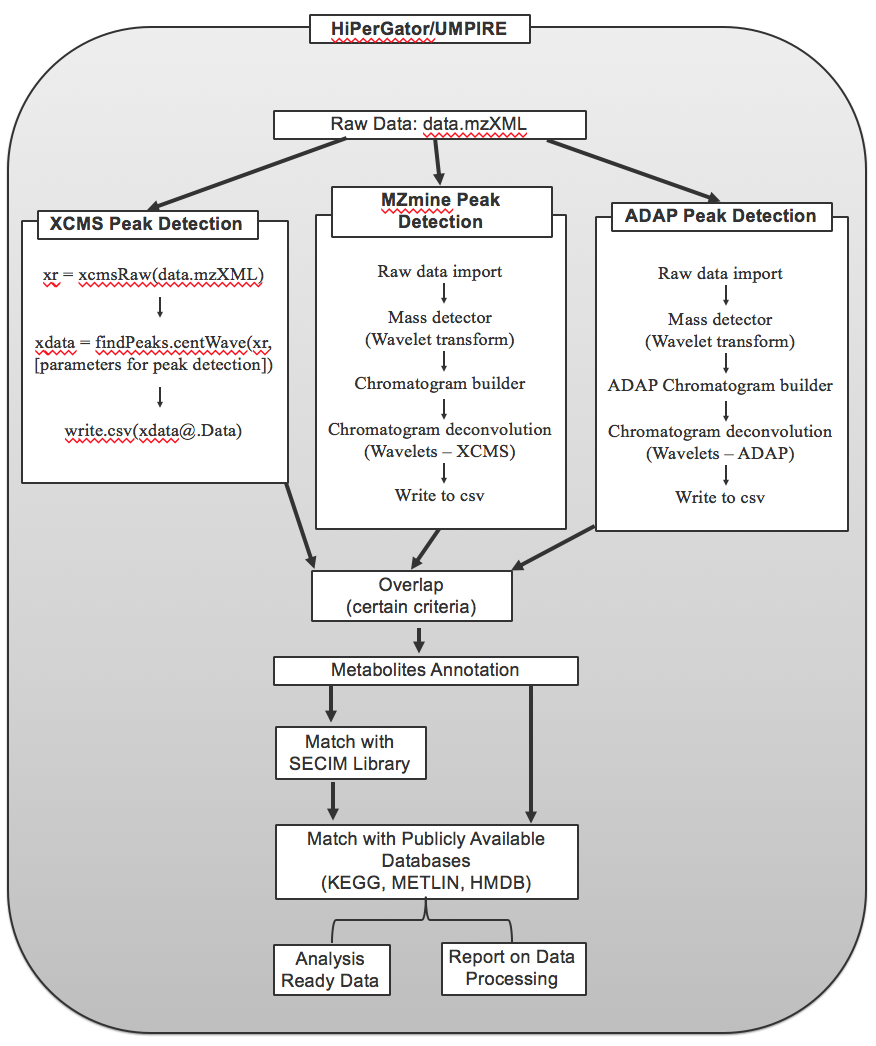 HiPerGator/UMPIRE
Raw Data: data.mzXML
XCMS Peak Detection
xr = xcmsRaw(data.mzXML)
xdata = findPeaks.centWave(xr,
[parameters for peak detection])
write.csv(xdata@.Data)
MZmine Peak
Detection
Raw data import
Mass detector
(Wavelet transform)
Chromatogram builder
Chromatogram deconvolution
(Wavelets – XCMS)
Write to csv
ADAP Peak Detection
Raw data import
Mass detector
(Wavelet transform)
ADAP Chromatogram builder
Chromatogram deconvolution
(Wavelets – ADAP)
Write to csv
Overlap
(certain criteria)
Metabolites Annotation
Match with
SECIM Library
Match with Publicly Available
Databases
(KEGG, METLIN, HMDB)
Analysis
Ready Data
Report on Data
Processing